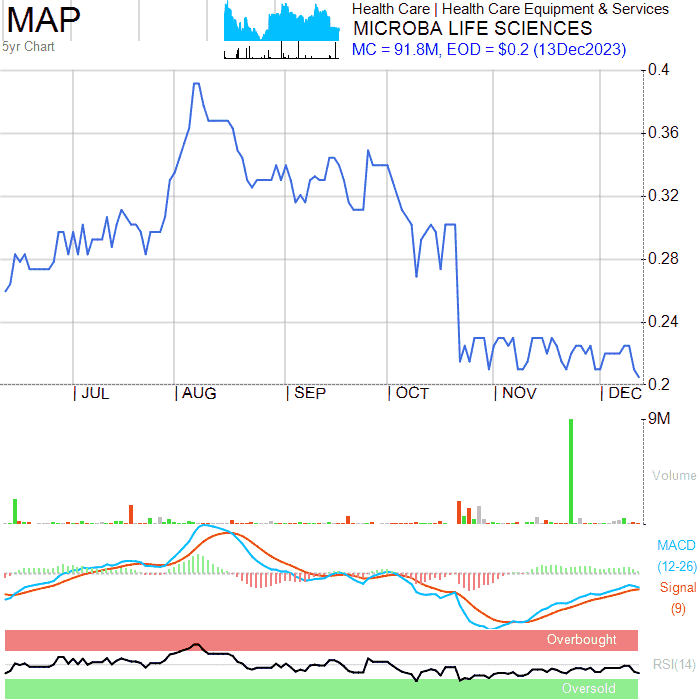 MAP
5yr Chart
Health Care | Health Care Equipment & Services
MICROBA LIFE SCIENCES
MC = 91.8M, EOD = $0.2 (13Dec2023)
0.4
0.36
0.32
0.28
0.24
0.2
| JUL | AUG | SEP | OCT | NOV | DEC
9M
Volume
MACD
(12-26)
Signal
(9)
Overbought
RSI(14)
Oversold